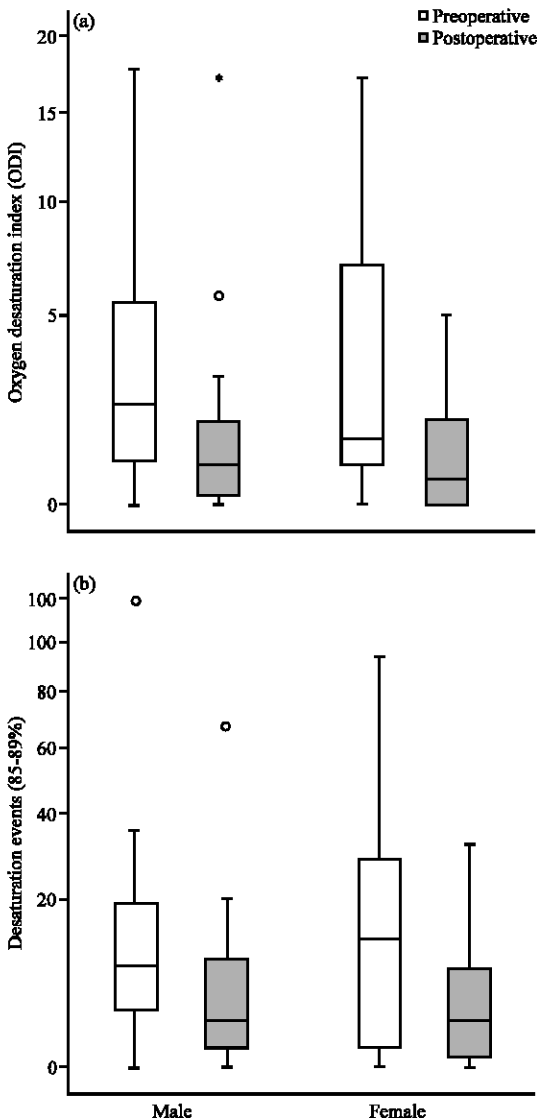 (a)
Preoperative
Postoperative
20
15
10
5
0
Oxygen desaturation index (ODI)
(b)
100
100
80
60
40
20
0
Desaturation events (85-89%)
Male Female